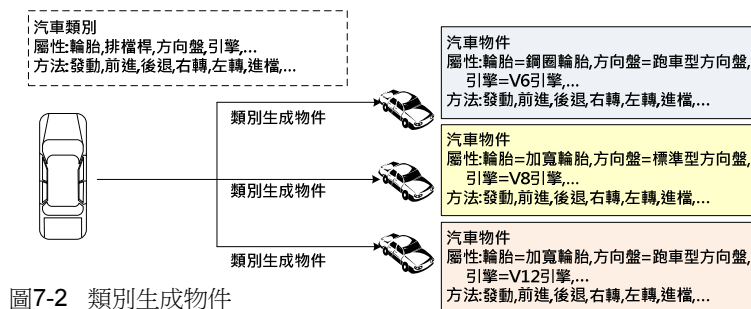 汽車類別
屬性:輪胎,排檔桿,方向盤,引擎,...
方法:發動,前進,後退,右轉,左轉,進檔,...
汽車物件
屬性:輪胎=鋼圈輪胎,方向盤=跑車型方向盤,
引擎=V6引擎,...
方法:發動,前進,後退,右轉,左轉,進檔,...
類別生成物件
汽車物件
屬性:輪胎=加寬輪胎,方向盤=標準型方向盤,
引擎=V8引擎,...
方法:發動,前進,後退,右轉,左轉,進檔,...
類別生成物件
汽車物件
屬性:輪胎=加寬輪胎,方向盤=跑車型方向盤,
引擎=V12引擎,...
方法:發動,前進,後退,右轉,左轉,進檔,...
類別生成物件
圖7-2 類別生成物件